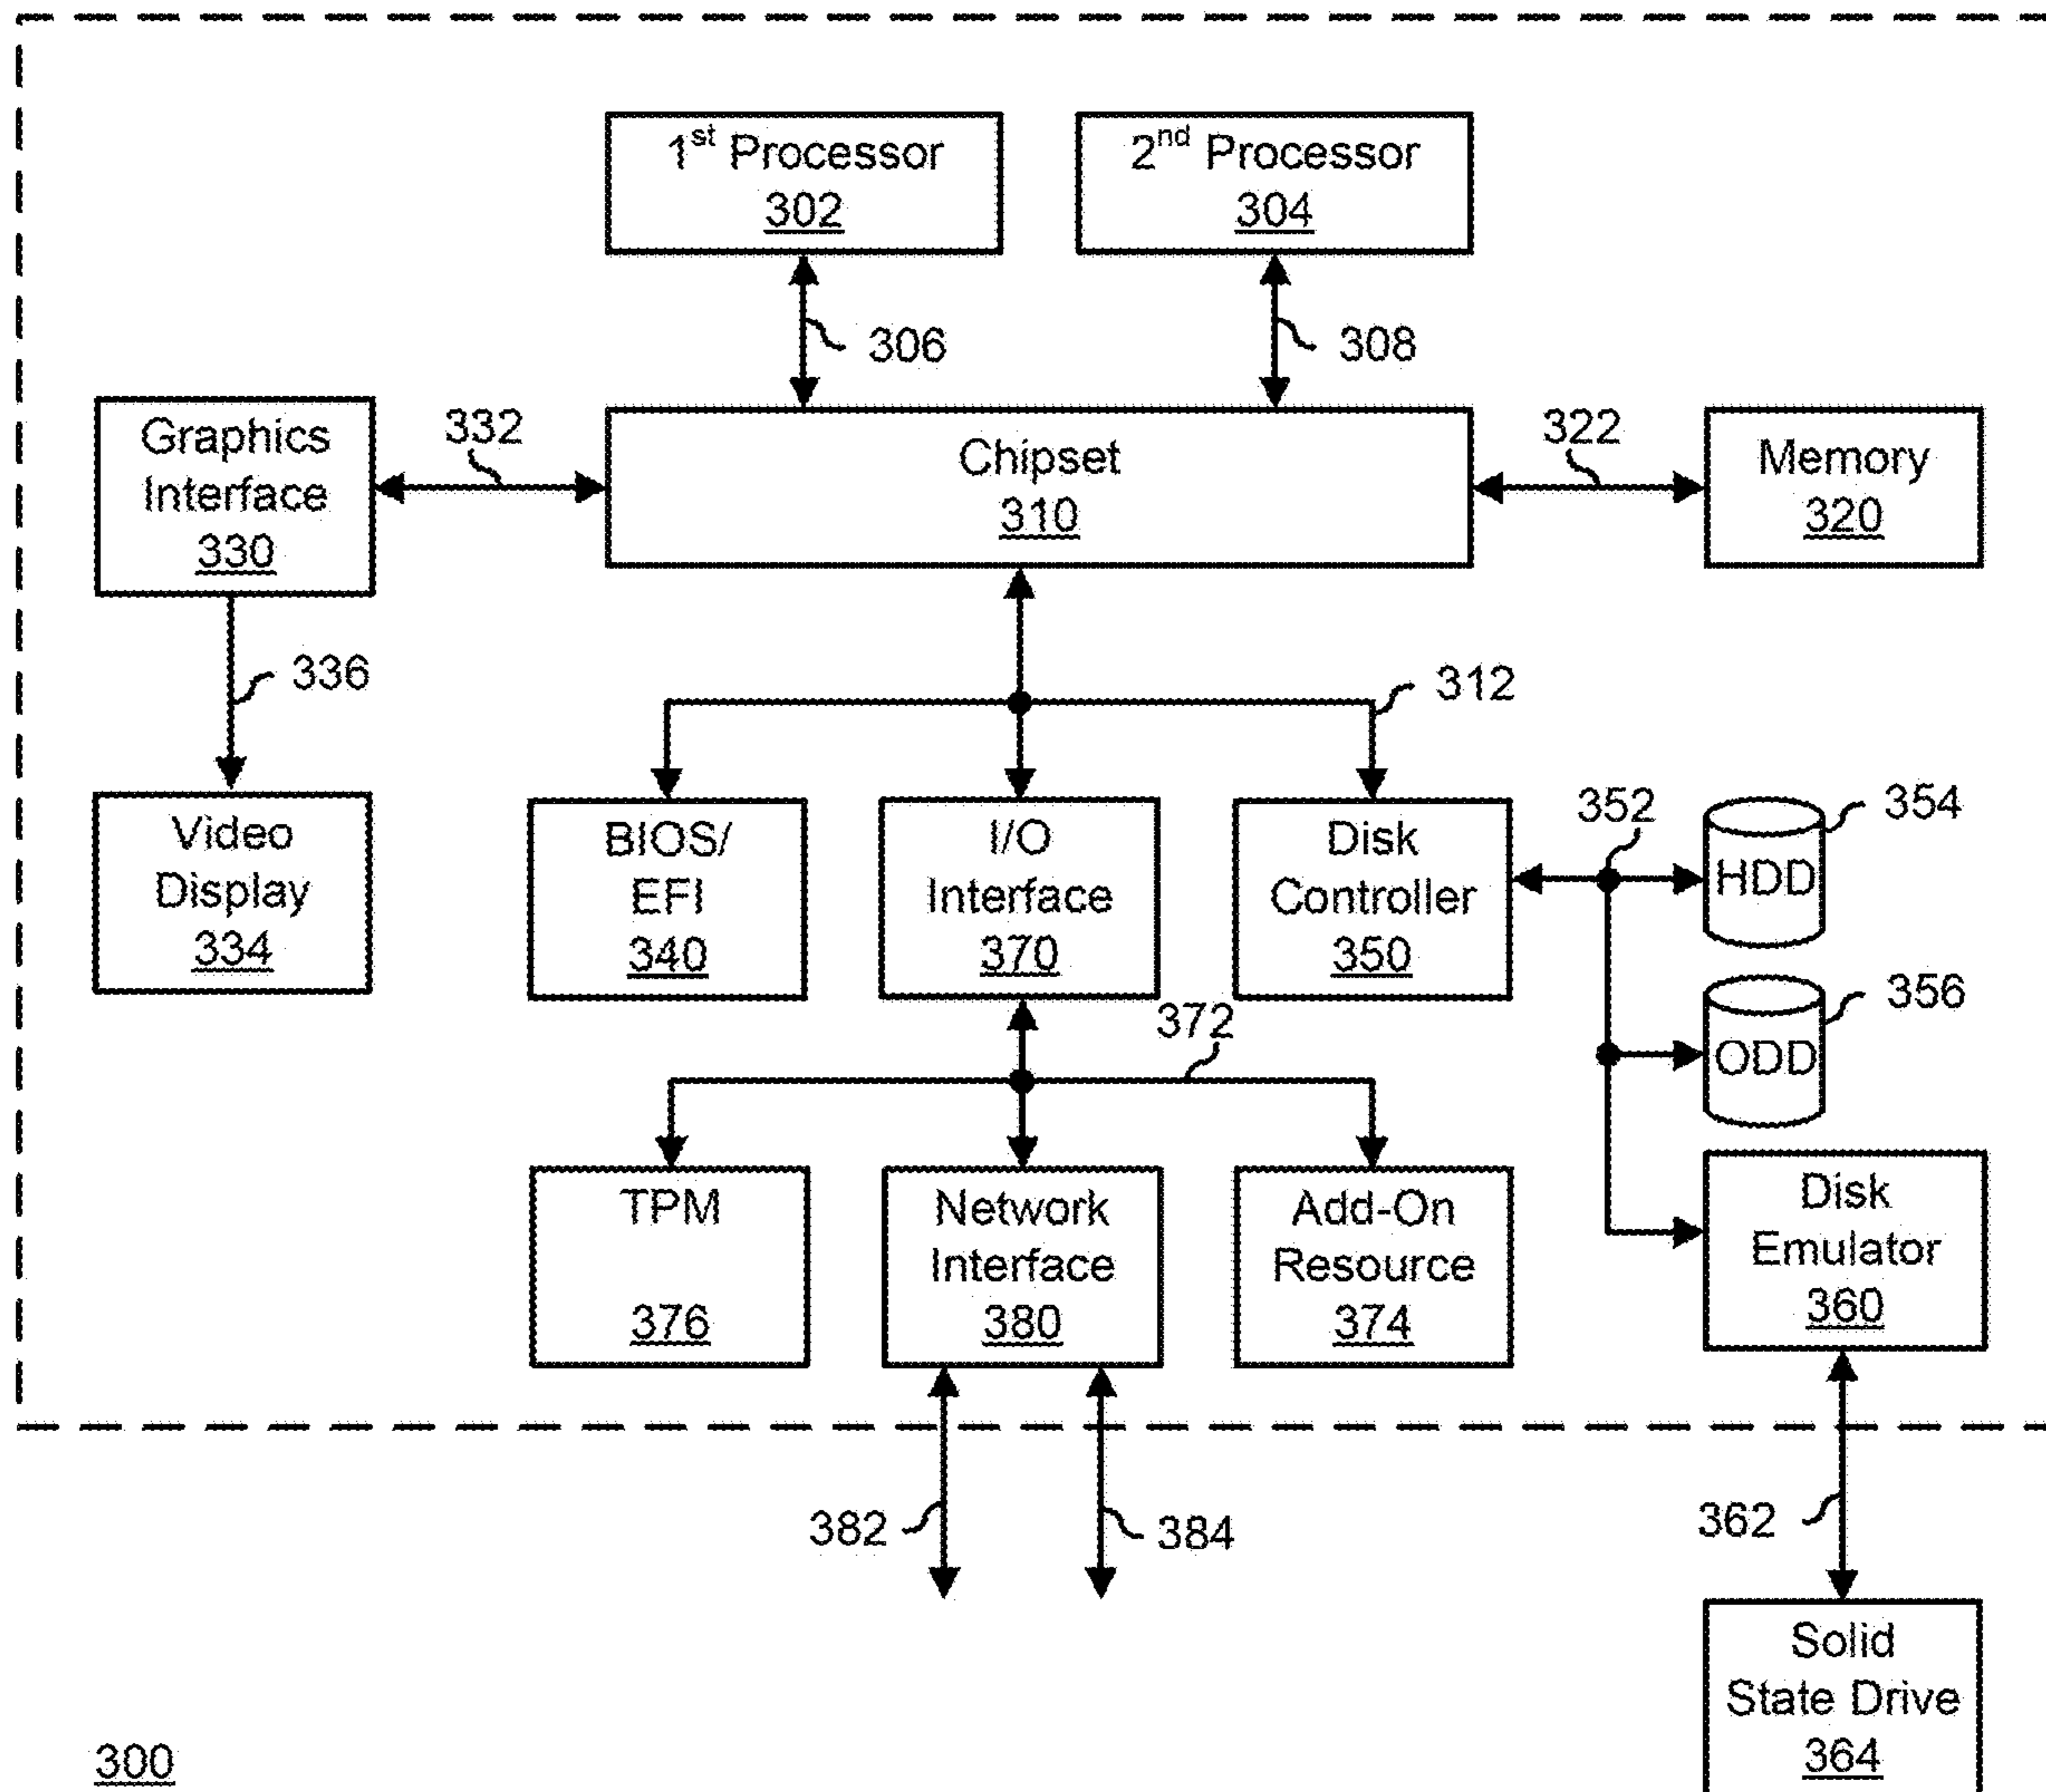 1st Processor
302
2nd Processor
304
306
308
Graphics
Interface
330
332
Chipset
310
322
Memory
320
336
312
Video
Display
334
BIOS/
EFI
340
I/O
Interface
370
Disk
Controller
350
352
354
HDD
356
ODD
372
TPM
376
Network
Interface
380
Add-On
Resource
374
Disk
Emulator
360
382
384
362
Solid
State Drive
364
300